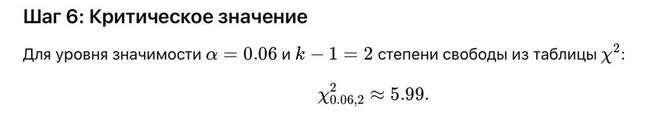 Шаг 6: Критическое значение
Для уровня значимости α = 0.06 и k − 1 = 2 степени свободы из таблицы χ²:
χ²₀.₀₆,₂ ≈ 5.99.